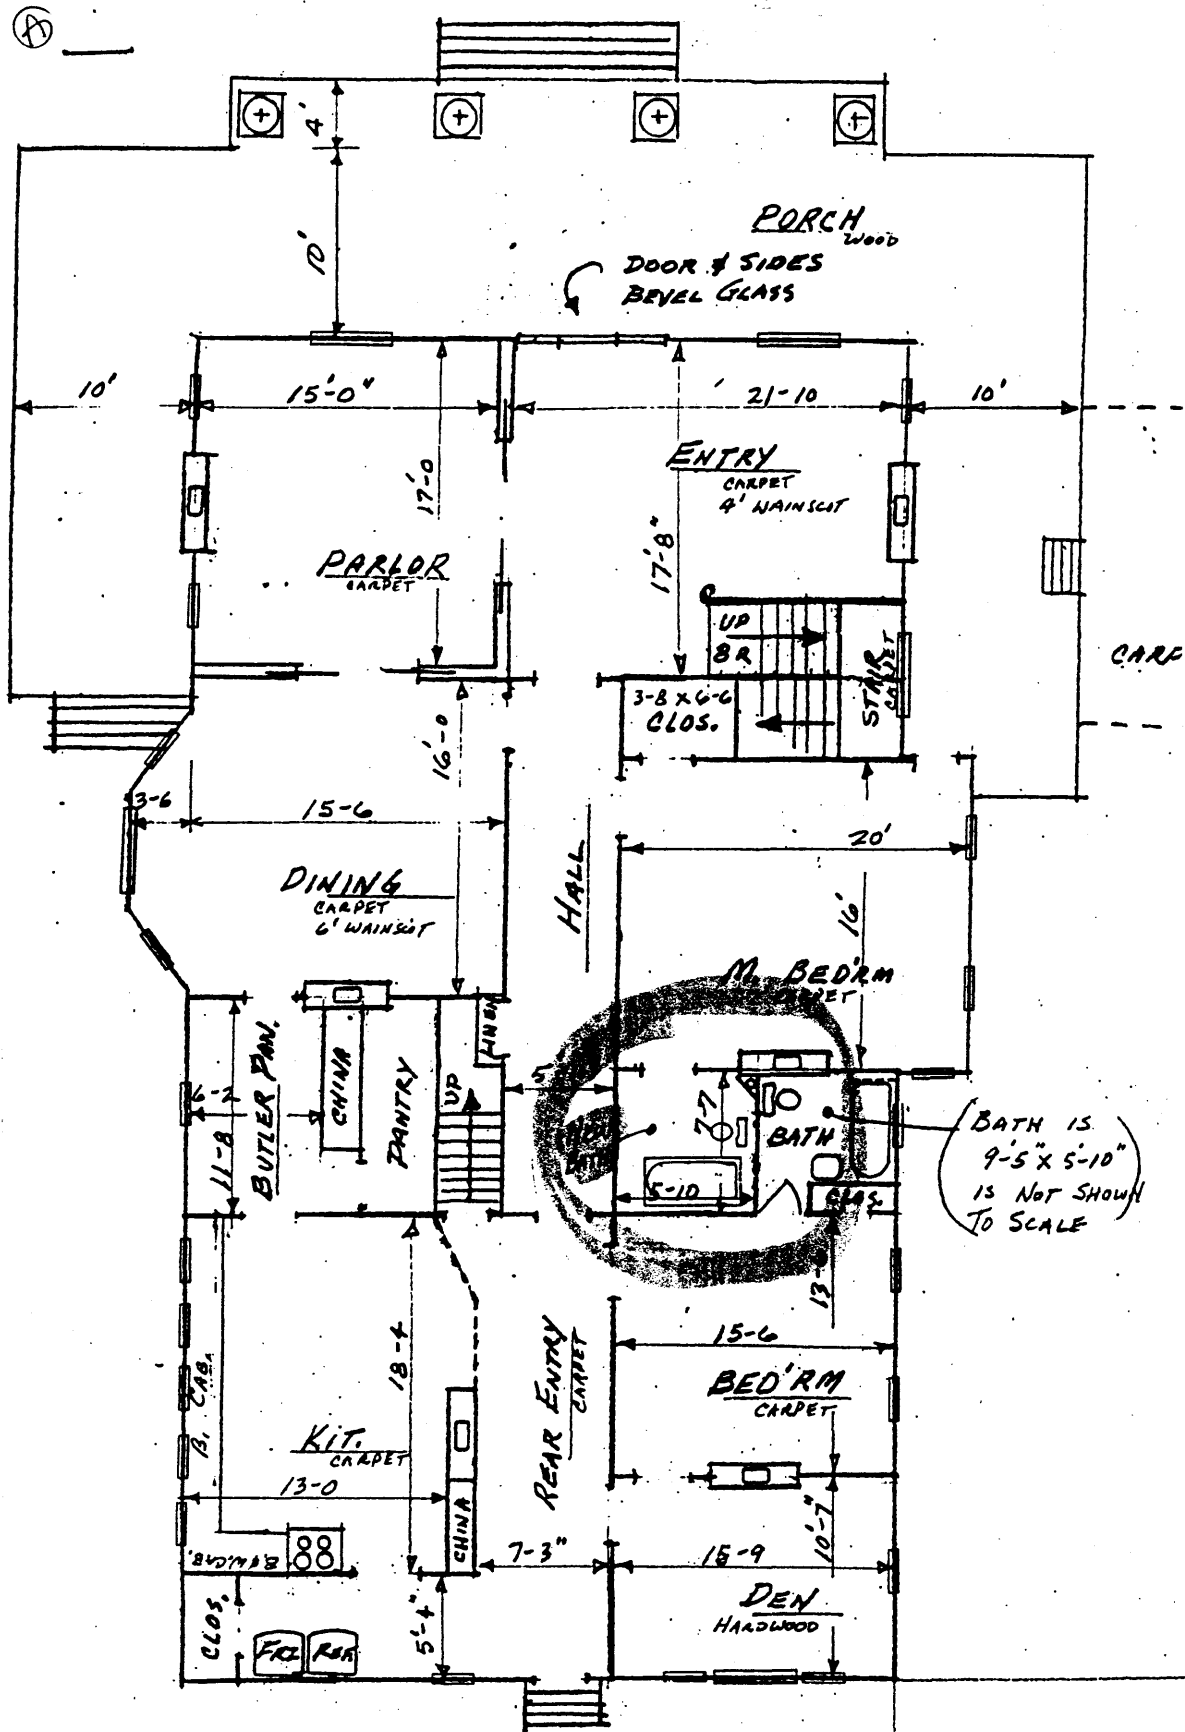 A
4'
10'
PORCH
WOOD
DOOR & SIDES
BEVEL GLASS
10'
15'-0"
21-10
10'
17'-0
ENTRY
CARPET
4' WAINSCOT
17'-8"
PARLOR
CARPET
UP
8R
STAIR
CARPET
CARP
3-8 X 6-6
CLOS.
16'-0
3-6
15-6
20'
HALL
DINING
CARPET
6' WAINSCOT
16'
M. BED'RM
CARPET
LINEN
BUTLER PAN.
CHINA
PANTRY
UP
5
6-2
11-8
7-7
BATH
BATH
BATH IS
9'-5" X 5'-10"
IS NOT SHOWN
TO SCALE
5-10
CLOS.
13-6
18-4
REAR ENTRY
CARPET
15-6
BED'RM
CARPET
B. CAB.
KIT.
CARPET
13-0
CHINA
7-3"
15-9
10'-7"
B & W CAB.
CLOS.
FRZ
REF
5'-4"
DEN
HARDWOOD